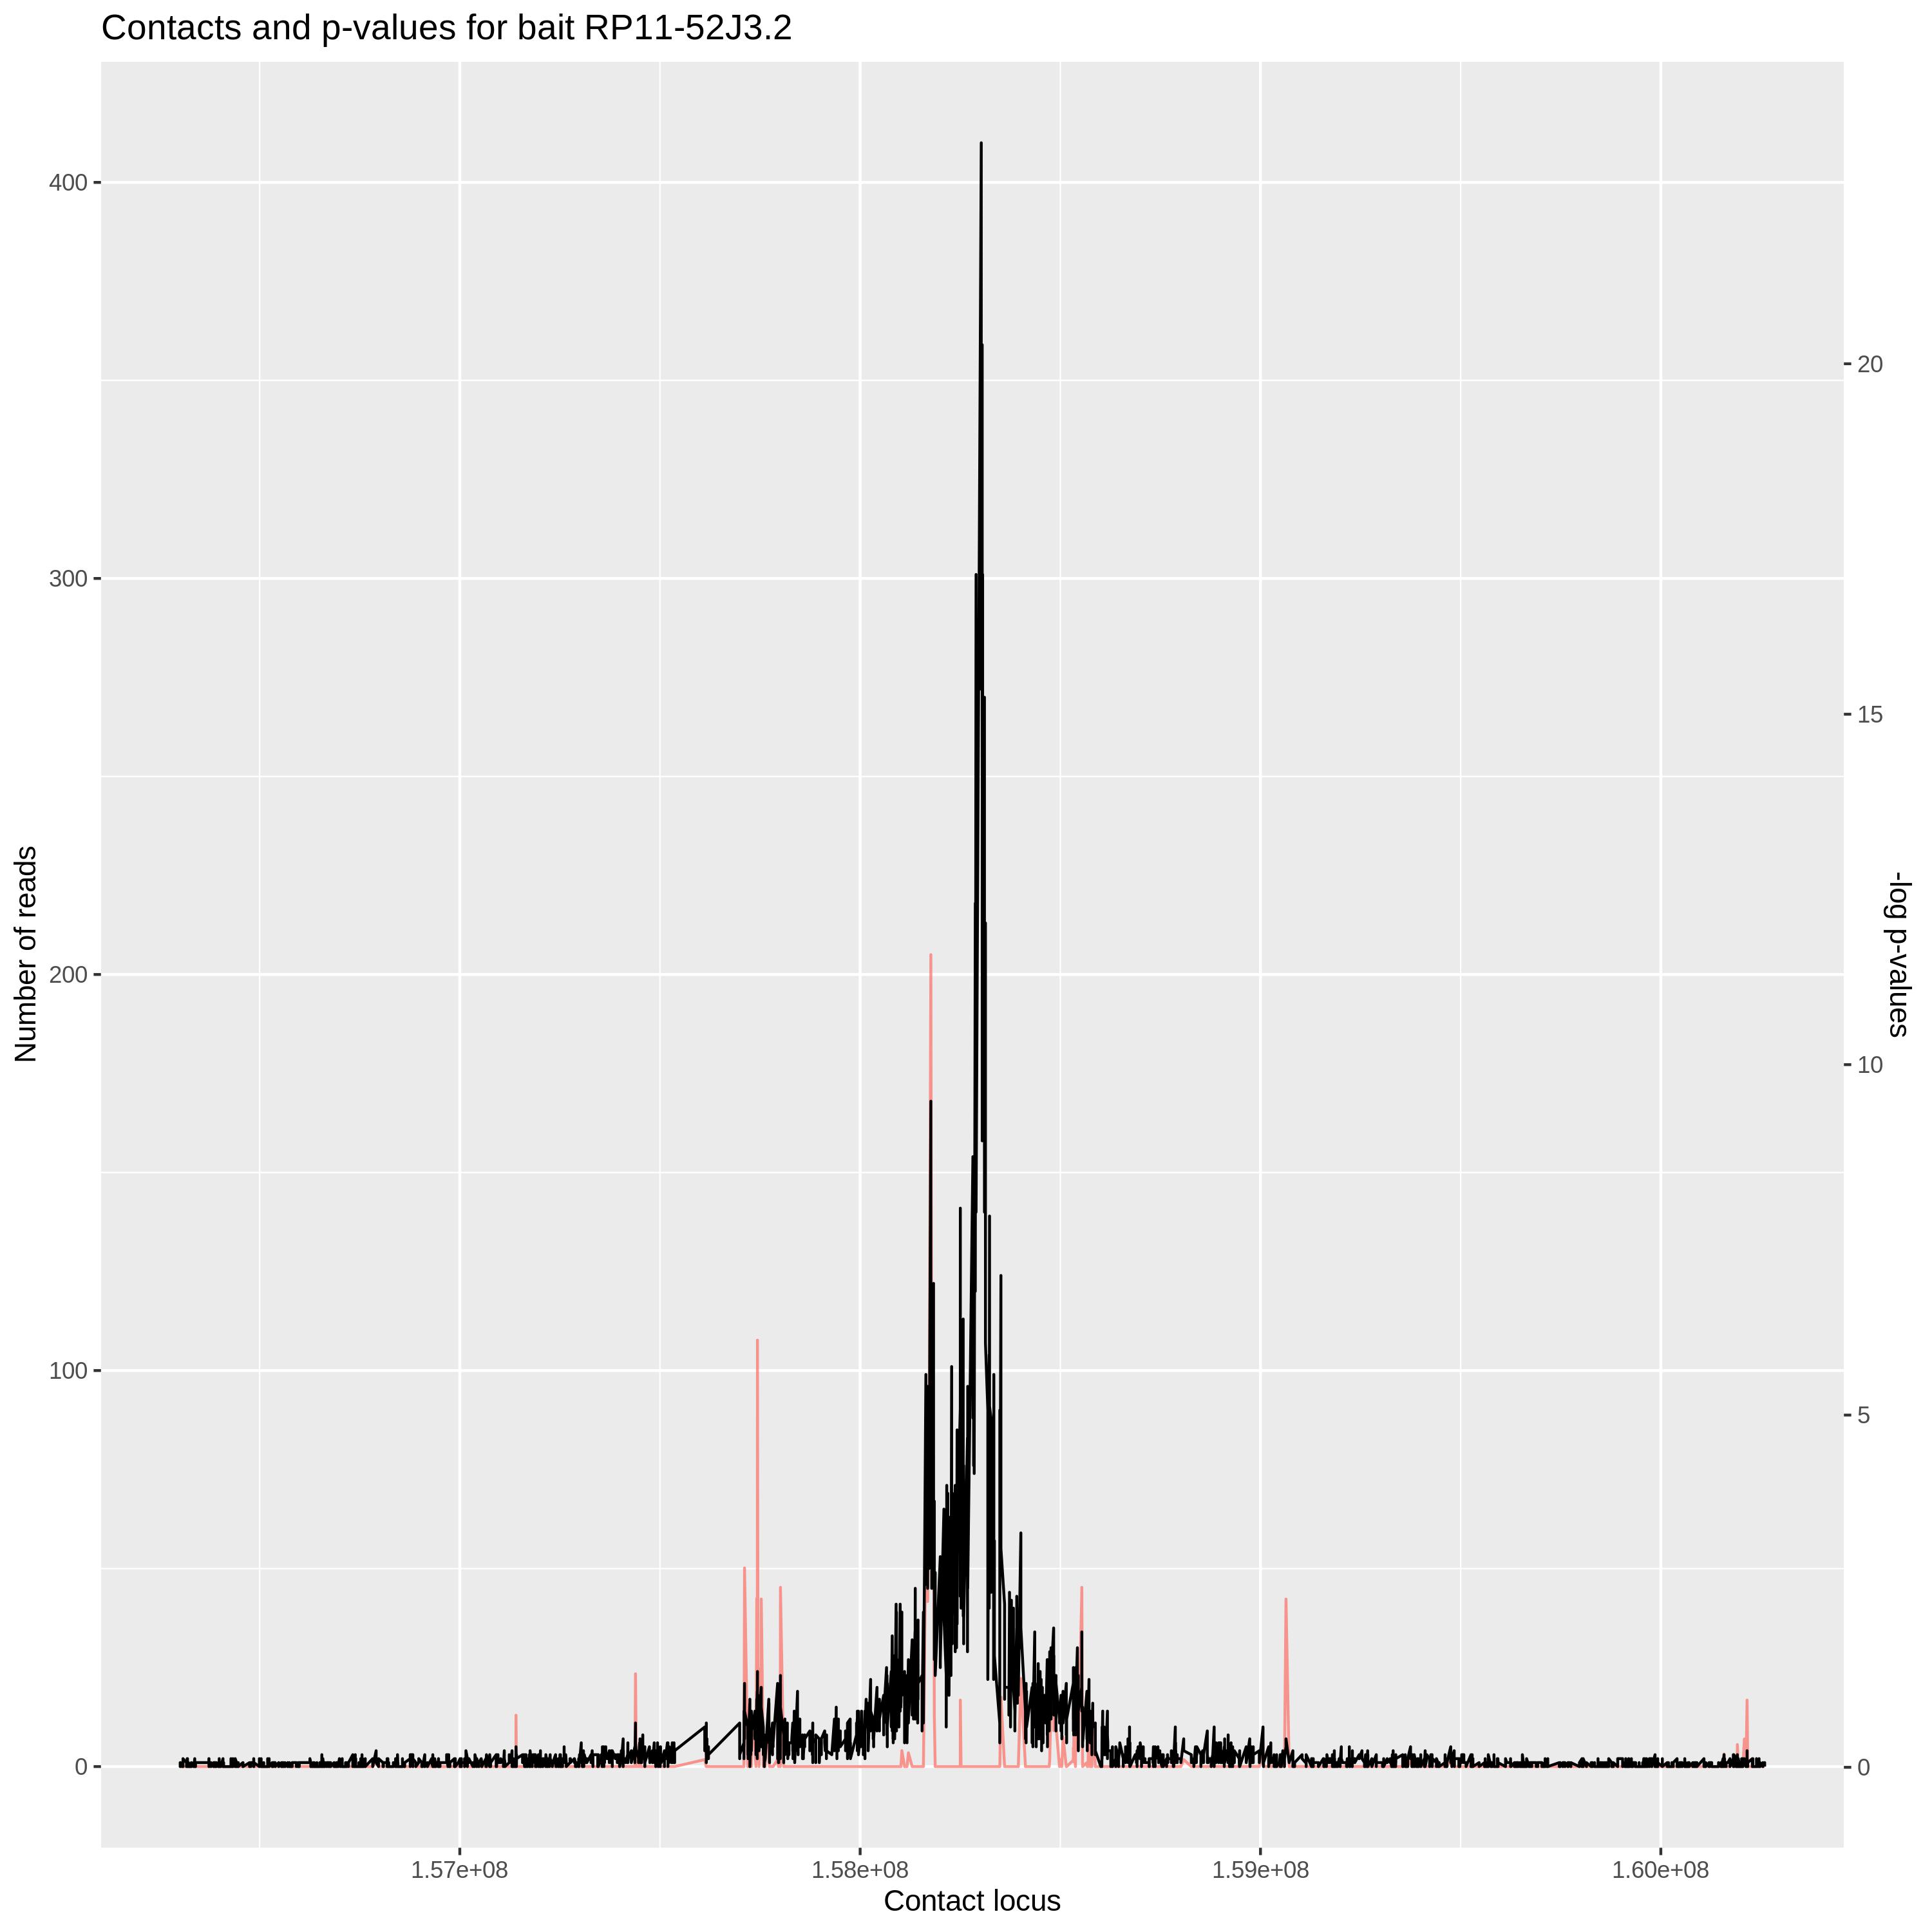 Contacts and p-values for bait RP11-52J3.2
400
300
200
100
0
20
15
10
5
0
1.57e+08
1.58e+08
1.59e+08
1.60e+08
Contact locus
Number of reads
-log p-values